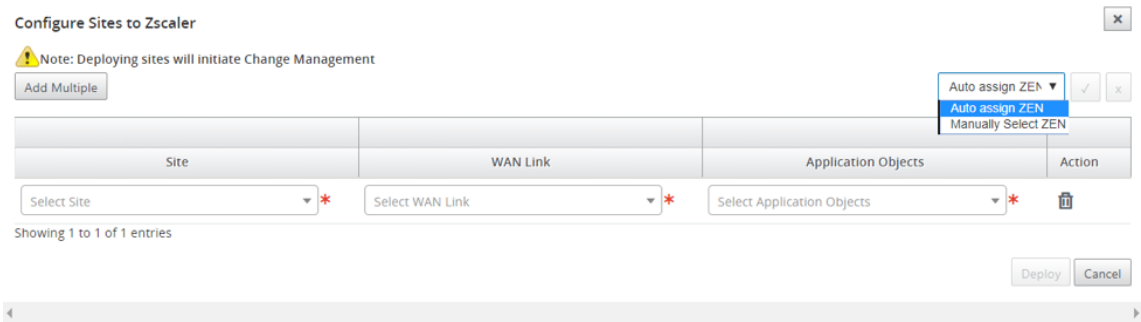 Configure Sites to Zscaler
x
Note: Deploying sites will initiate Change Management
Add Multiple
Auto assign ZEN
✓
x
Auto assign ZEN
Manually Select ZEN
Site WAN Link Application Objects Action
Select Site * Select WAN Link * Select Application Objects *
Showing 1 to 1 of 1 entries
Deploy Cancel